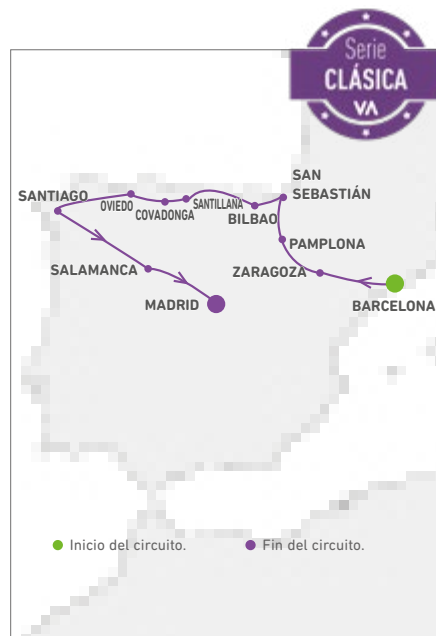 Serie
CLÁSICA
VA
SAN
SEBASTIÁN
SANTIAGO
OVIEDO
COVADONGA
SANTILLANA
BILBAO
PAMPLONA
SALAMANCA
ZARAGOZA
MADRID
BARCELONA
Inicio del circuito.
Fin del circuito.